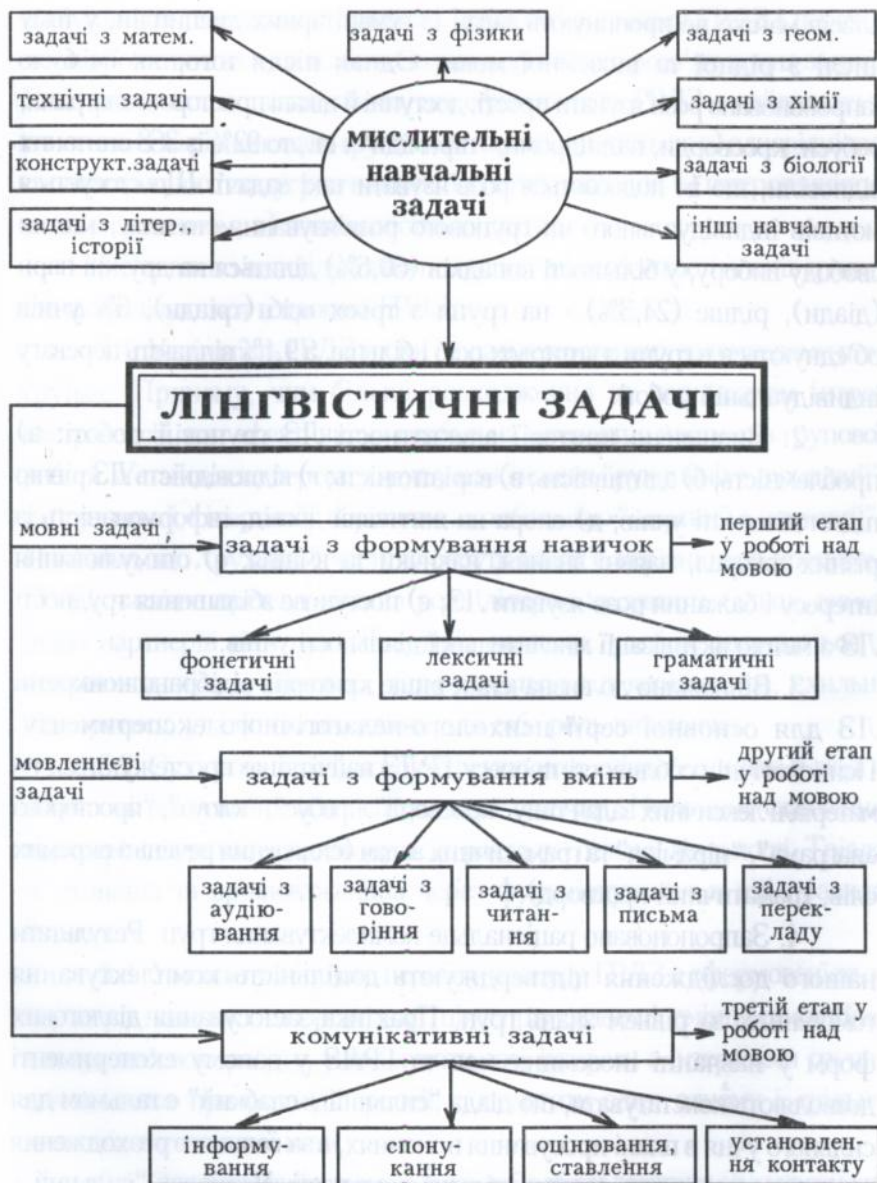 задачі з матем.
задачі з фізики
задачі з геом.
технічні задачі
мислительні
навчальні
задачі
задачі з хімії
конструкт.задачі
задачі з біології
задачі з літер.,
історії
інші навчальні
задачі
ЛІНГВІСТИЧНІ ЗАДАЧІ
мовні задачі
задачі з формування навичок
перший етап
у роботі над
мовою
фонетичні
задачі
лексичні
задачі
граматичні
задачі
мовленнєві
задачі
задачі з формування вмінь
другий етап
у роботі
над мовою
задачі з
аудію-
вання
задачі з
гово-
ріння
задачі з
читан-
ня
задачі з
письма
задачі з
перек-
ладу
комунікативні задачі
третій етап у
роботі над
мовою
інформу-
вання
спону-
кання
оцінювання,
ставлення
установлен-
ня контакту